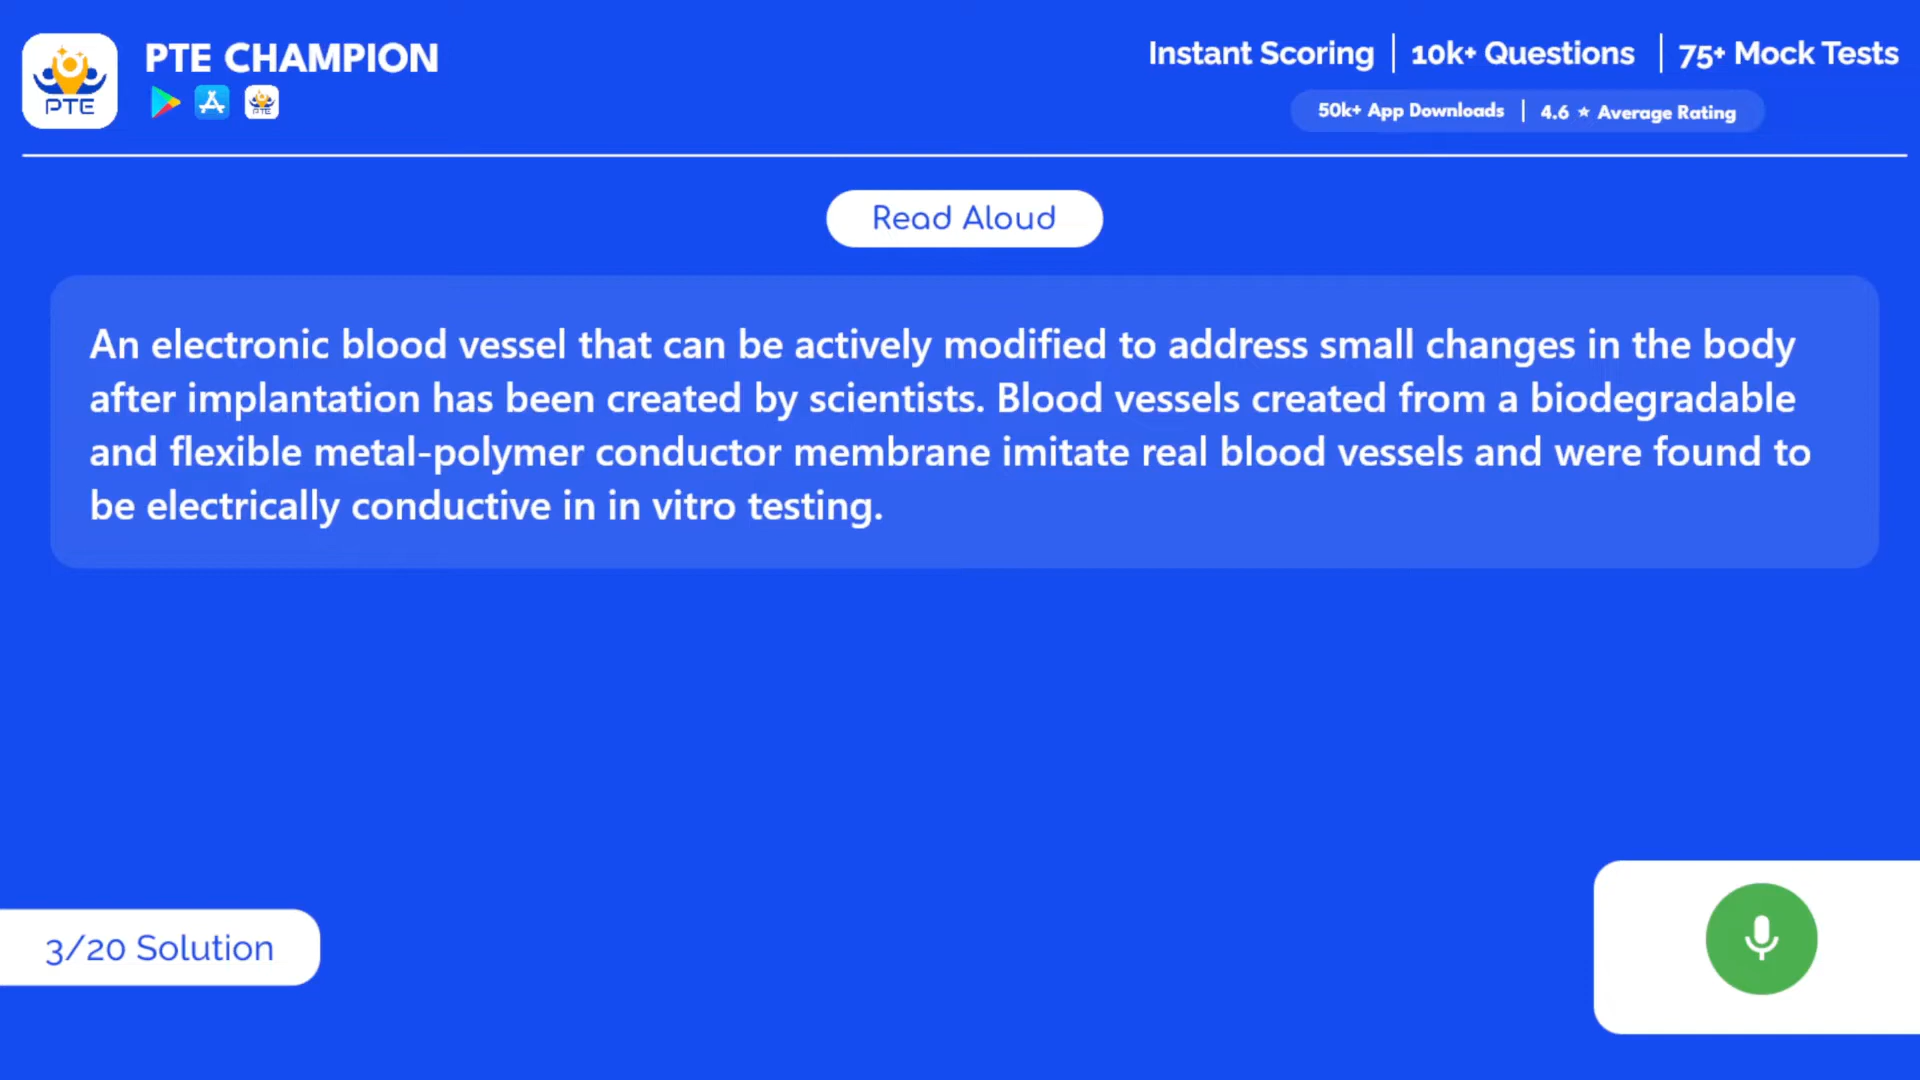 PTE CHAMPION
PTE
PTE
Instant Scoring | 10k+ Questions | 75+ Mock Tests
50k+ App Downloads | 4.6 ★ Average Rating
Read Aloud
An electronic blood vessel that can be actively modified to address small changes in the body
after implantation has been created by scientists. Blood vessels created from a biodegradable
and flexible metal-polymer conductor membrane imitate real blood vessels and were found to
be electrically conductive in in vitro testing.
3/20 Solution